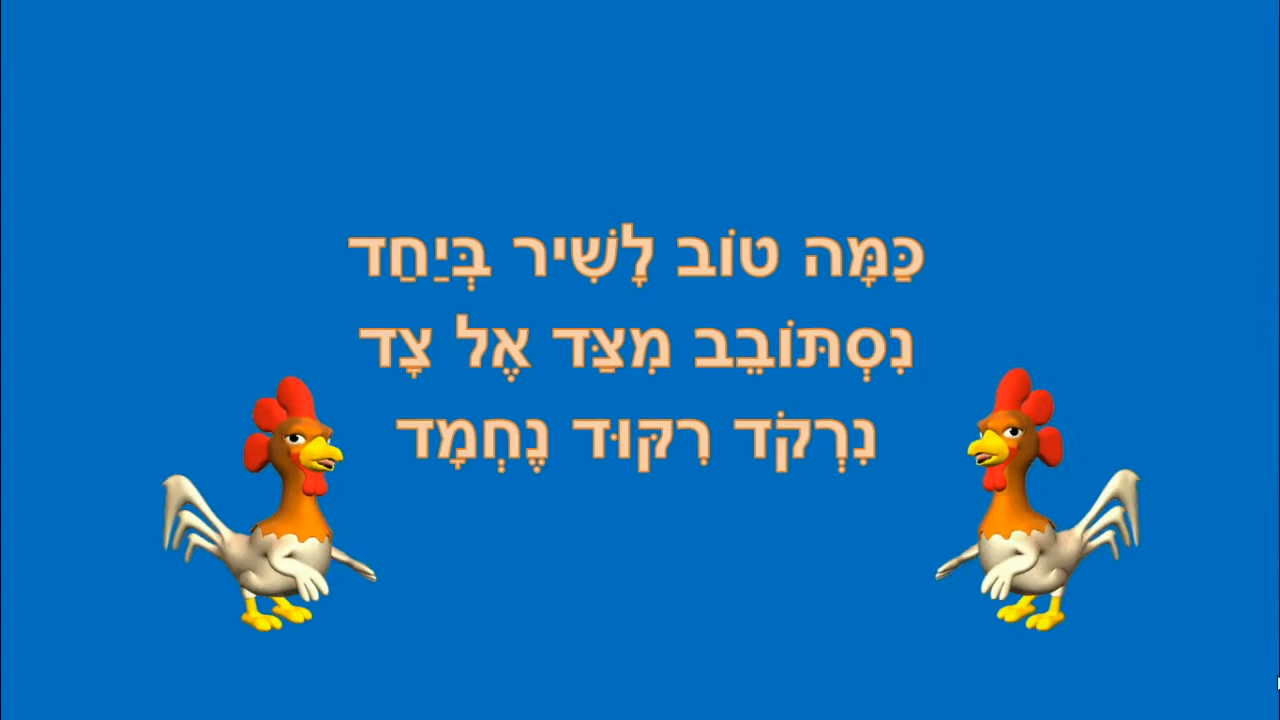 כַּמָּה טוֹב לָשִׁיר בְּיַחַד
נִסְתּוֹבֵב מִצַּד אֶל צָד
נִרְקֹד רִקּוּד נֶחְמָד